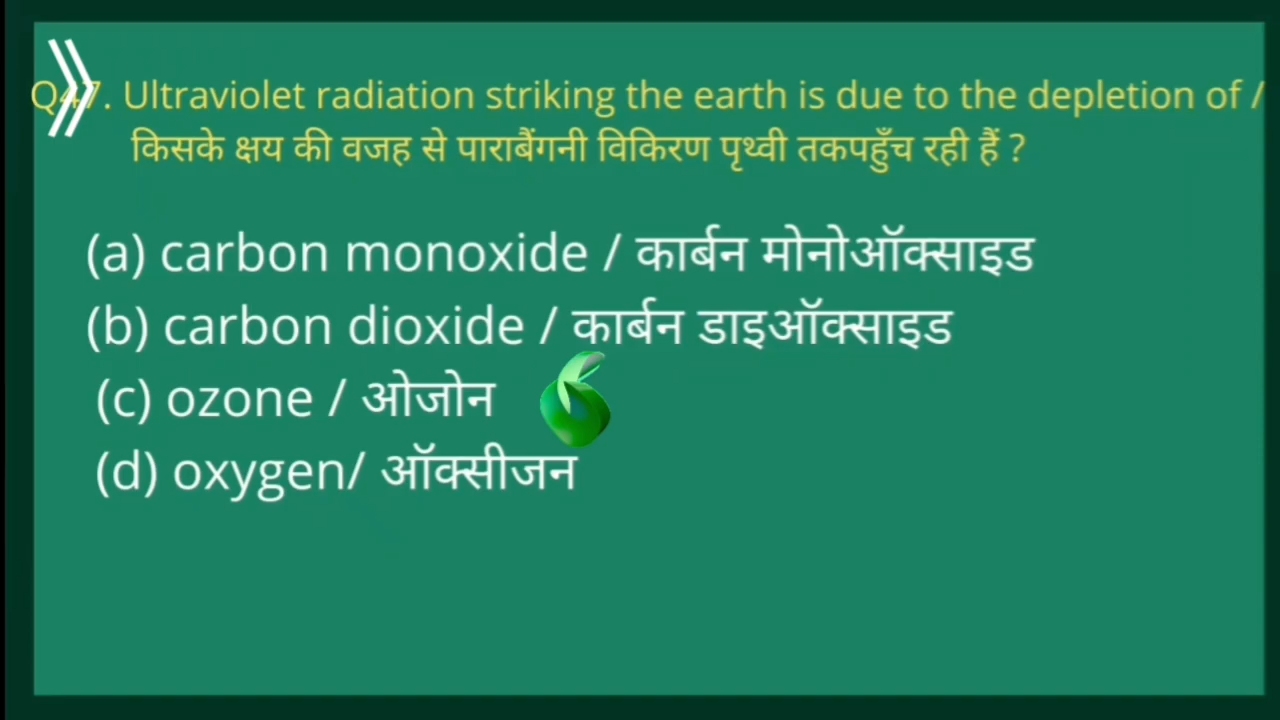 Q47. Ultraviolet radiation striking the earth is due to the depletion of /
किसके क्षय की वजह से पाराबैंगनी विकिरण पृथ्वी तकपहुँच रही हैं ?
(a) carbon monoxide / कार्बन मोनोऑक्साइड
(b) carbon dioxide / कार्बन डाइऑक्साइड
(c) ozone / ओजोन
(d) oxygen/ ऑक्सीजन